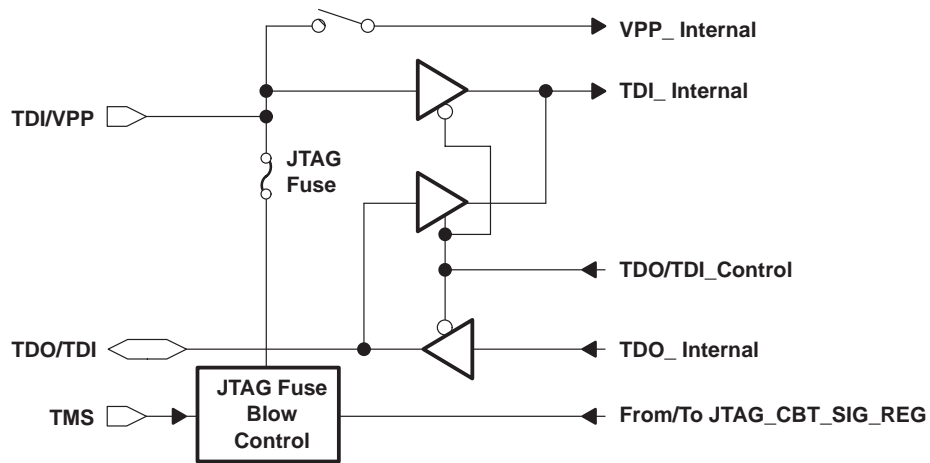 VPP_ Internal
TDI_ Internal
TDI/VPP
JTAG
Fuse
TDO/TDI_Control
TDO/TDI
TDO_ Internal
JTAG Fuse
Blow
Control
TMS
From/To JTAG_CBT_SIG_REG